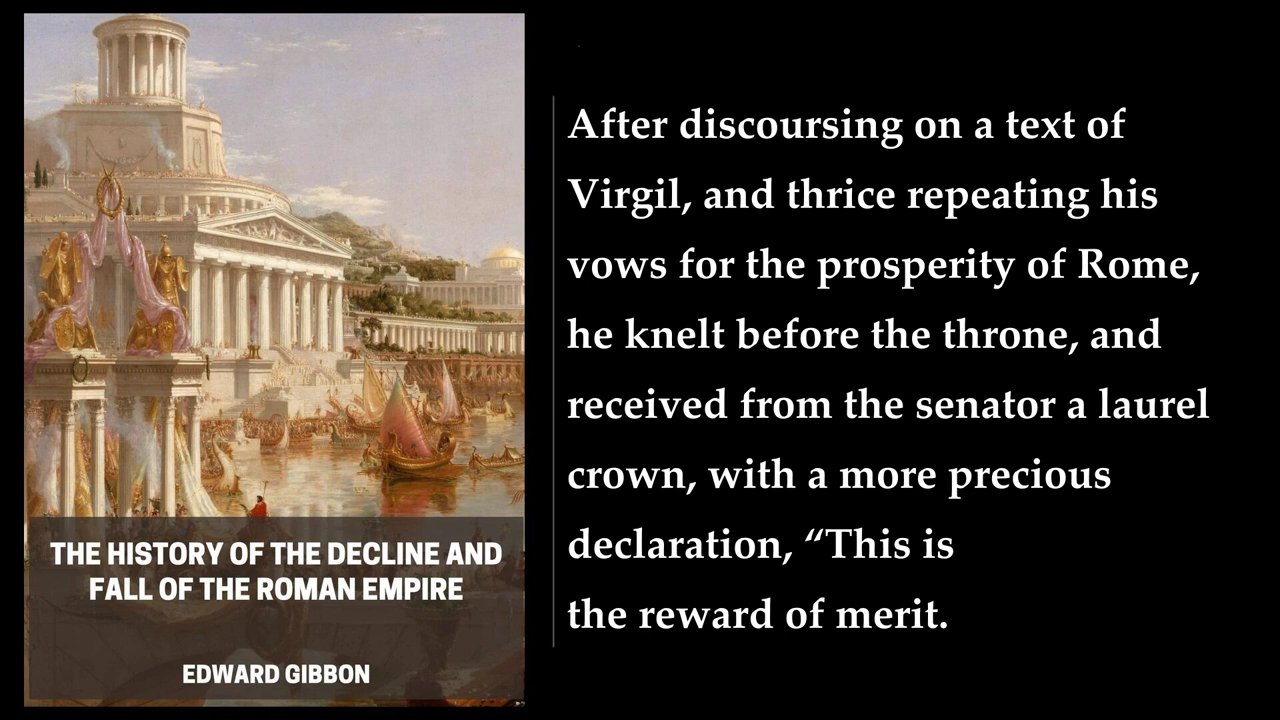 THE HISTORY OF THE DECLINE AND
FALL OF THE ROMAN EMPIRE
EDWARD GIBBON
After discoursing on a text of
Virgil, and thrice repeating his
vows for the prosperity of Rome,
he knelt before the throne, and
received from the senator a laurel
crown, with a more precious
declaration, “This is
the reward of merit.